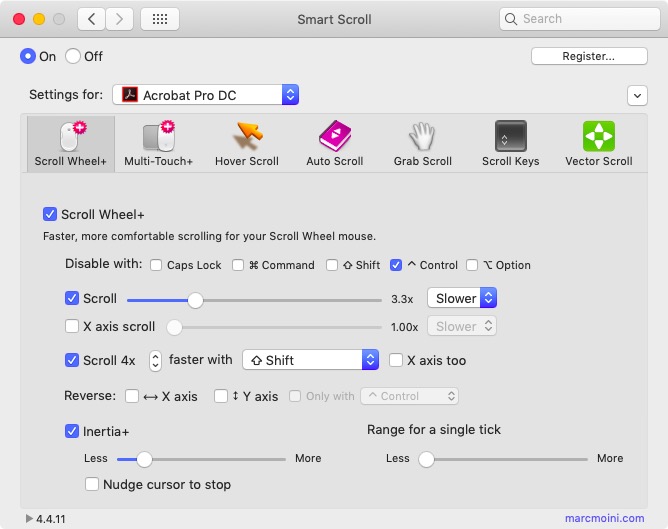 Smart Scroll
Search
On Off
Register...
Settings for: Acrobat Pro DC
Scroll Wheel+ Multi-Touch+ Hover Scroll Auto Scroll Grab Scroll Scroll Keys Vector Scroll
Scroll Wheel+
Faster, more comfortable scrolling for your Scroll Wheel mouse.
Disable with: Caps Lock ⌘ Command ⇧ Shift ⌃ Control ⌥ Option
Scroll 3.3x Slower
X axis scroll 1.00x Slower
Scroll 4x faster with ⇧ Shift X axis too
Reverse: ↔ X axis ↕ Y axis Only with ⌃ Control
Inertia+ Range for a single tick
Less More Less More
Nudge cursor to stop
4.4.11 marcmoini.com